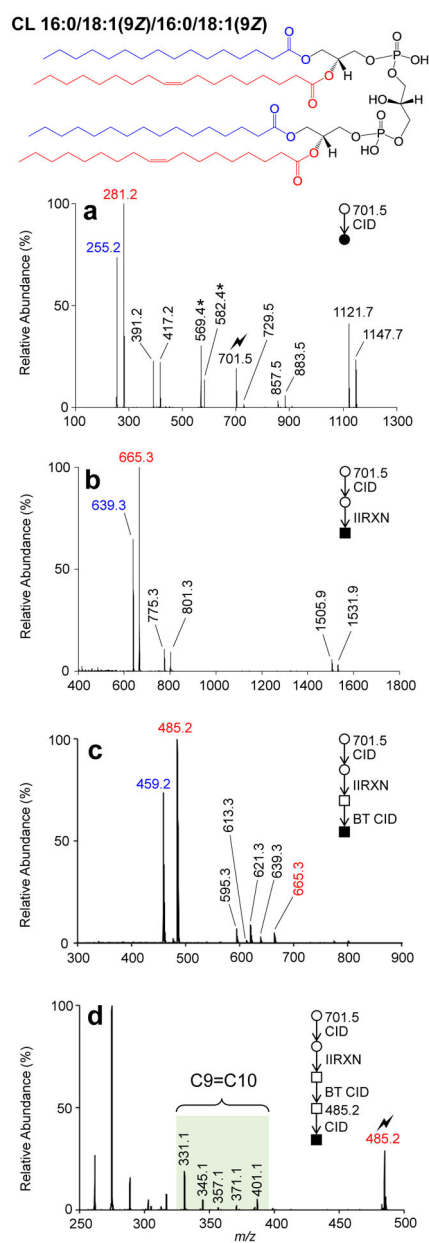 CL 16:0/18:1(9Z)/16:0/18:1(9Z)
O
O
P
OH
O
O
O
H
O
O
HO
H
O
O
O
P
O
O
H
OH
O
a
281.2
255.2
391.2
417.2
569.4*
582.4*
701.5
729.5
857.5
883.5
1121.7
1147.7
701.5
CID
Relative Abundance (%)
100
50
0
100 300 500 700 900 1100 1300
b
665.3
639.3
775.3
801.3
1505.9
1531.9
701.5
CID
IIRXN
Relative Abundance (%)
100
50
0
400 600 800 1000 1200 1400 1600 1800
c
485.2
459.2
595.3
613.3
621.3
639.3
665.3
701.5
CID
IIRXN
BT CID
Relative Abundance (%)
100
50
0
300 400 500 600 700 800 900
d
C9=C10
331.1
345.1
357.1
371.1
401.1
485.2
701.5
CID
IIRXN
BT CID
485.2
CID
Relative Abundance (%)
100
50
0
250 300 350 400 450 500
m/z